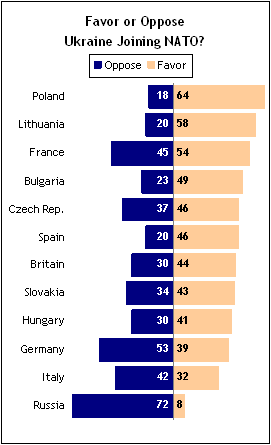 Favor or Oppose
Ukraine Joining NATO?
Oppose Favor
Poland 18 64
Lithuania 20 58
France 45 54
Bulgaria 23 49
Czech Rep. 37 46
Spain 20 46
Britain 30 44
Slovakia 34 43
Hungary 30 41
Germany 53 39
Italy 42 32
Russia 72 8